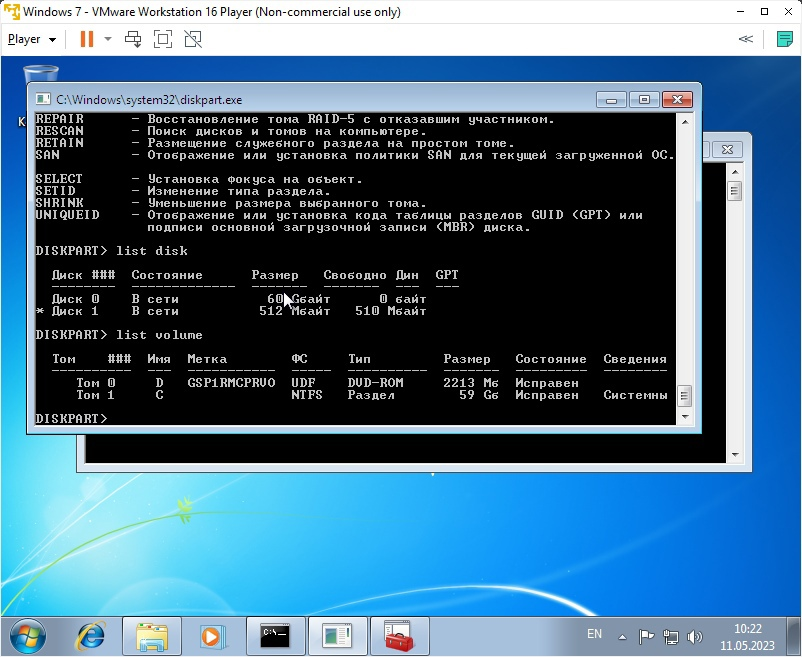 Windows 7 - VMware Workstation 16 Player (Non-commercial use only)
Player
C:\Windows\system32\diskpart.exe
REPAIR - Восстановление тома RAID-5 с отказавшим участником.
RESCAN - Поиск дисков и томов на компьютере.
RETAIN - Размещение служебного раздела на простом томе.
SAN - Отображение или установка политики SAN для текущей загруженной ОС.
SELECT - Установка фокуса на объект.
SETID - Изменение типа раздела.
SHRINK - Уменьшение размера выбранного тома.
UNIQUEID - Отображение или установка кода таблицы разделов GUID (GPT) или
подписи основной загрузочной записи (MBR) диска.
DISKPART> list disk
Диск ### Состояние Размер Свободно Дин GPT
-------- ------------- ------- ------- --- ---
Диск 0 В сети 60 Gбайт 0 байт
* Диск 1 В сети 512 Mбайт 510 Mбайт
DISKPART> list volume
Том ### Имя Метка ФС Тип Размер Состояние Сведения
---------- --- ----------- ----- ---------- ------- --------- --------
Том 0 D GSP1RMCPRVO UDF DVD-ROM 2213 Mб Исправен
Том 1 C NTFS Раздел 59 Gб Исправен Системны
DISKPART>
EN
10:22
11.05.2023